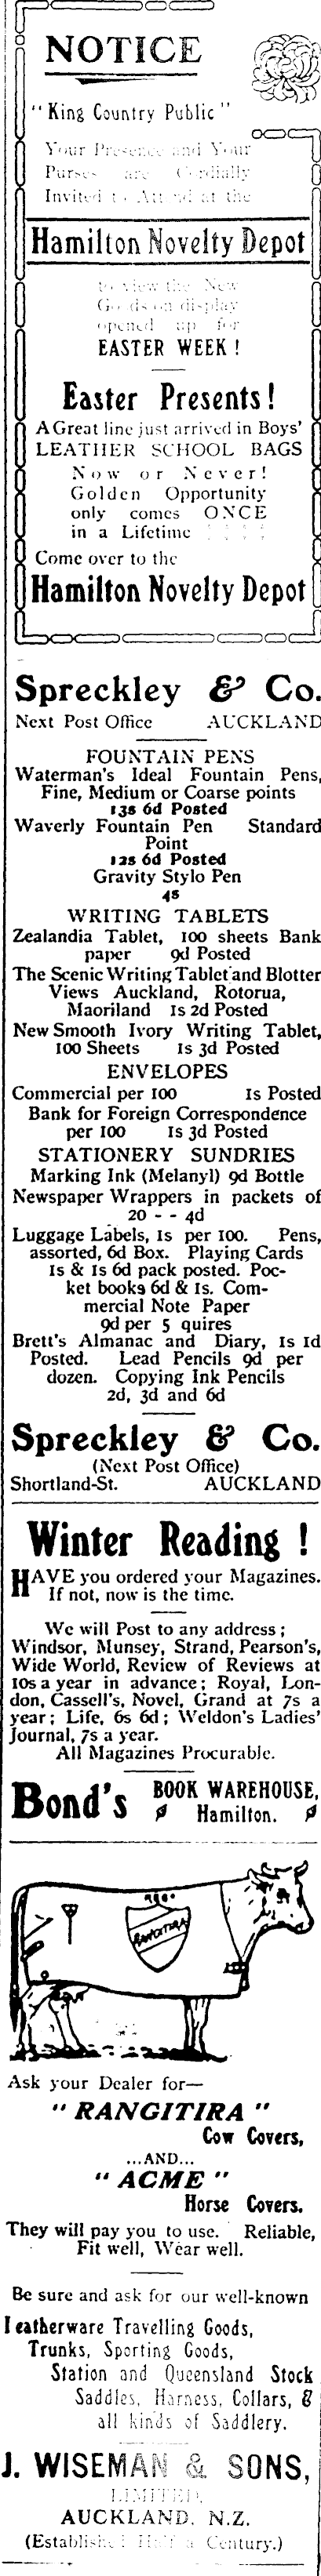 NOTICE
"King Country Public"
Your Presence and Your
Purses are Cordially
Invited to Attend at the
Hamilton Novelty Depot
to view the New
Goods on display
opened up for
EASTER WEEK!
Easter Presents!
A Great line just arrived in Boys'
LEATHER SCHOOL BAGS
Now or Never!
Golden Opportunity
only comes ONCE
in a Lifetime ! ! ! !
Come over to the
Hamilton Novelty Depot
Spreckley & Co.
Next Post Office AUCKLAND
FOUNTAIN PENS
Waterman's Ideal Fountain Pens,
Fine, Medium or Coarse points
13s 6d Posted
Waverly Fountain Pen Standard
Point
12s 6d Posted
Gravity Stylo Pen
4s
WRITING TABLETS
Zealandia Tablet, 100 sheets Bank
paper 9d Posted
The Scenic Writing Tablet and Blotter
Views Auckland, Rotorua,
Maoriland 1s 2d Posted
New Smooth Ivory Writing Tablet,
100 Sheets 1s 3d Posted
ENVELOPES
Commercial per 100 1s Posted
Bank for Foreign Correspondence
per 100 1s 3d Posted
STATIONERY SUNDRIES
Marking Ink (Melanyl) 9d Bottle
Newspaper Wrappers in packets of
20 - - 4d
Luggage Labels, 1s per 100. Pens,
assorted, 6d Box. Playing Cards
1s & 1s 6d pack posted. Poc-
ket books 6d & 1s. Com-
mercial Note Paper
9d per 5 quires
Brett's Almanac and Diary, 1s 1d
Posted. Lead Pencils 9d per
dozen. Copying Ink Pencils
2d, 3d and 6d
Spreckley & Co.
(Next Post Office)
Shortland-St. AUCKLAND
Winter Reading !
HAVE you ordered your Magazines.
If not, now is the time.
We will Post to any address;
Windsor, Munsey, Strand, Pearson's,
Wide World, Review of Reviews at
10s a year in advance; Royal, Lon-
don, Cassell's, Novel, Grand at 7s a
year; Life, 6s 6d; Weldon's Ladies'
Journal, 7s a year.
All Magazines Procurable.
Bond's BOOK WAREHOUSE,
Hamilton.
RANGITIRA
Ask your Dealer for—
"RANGITIRA"
Cow Covers,
...AND...
"ACME"
Horse Covers.
They will pay you to use. Reliable,
Fit well, Wear well.
Be sure and ask for our well-known
Leatherware Travelling Goods,
Trunks, Sporting Goods,
Station and Queensland Stock
Saddles, Harness, Collars, &
all kinds of Saddlery.
J. WISEMAN & SONS,
LIMITED,
AUCKLAND, N.Z.
(Established Half a Century.)